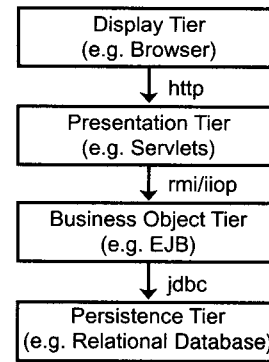 Display Tier
(e.g. Browser)
http
Presentation Tier
(e.g. Servlets)
rmi/iiop
Business Object Tier
(e.g. EJB)
jdbc
Persistence Tier
(e.g. Relational Database)